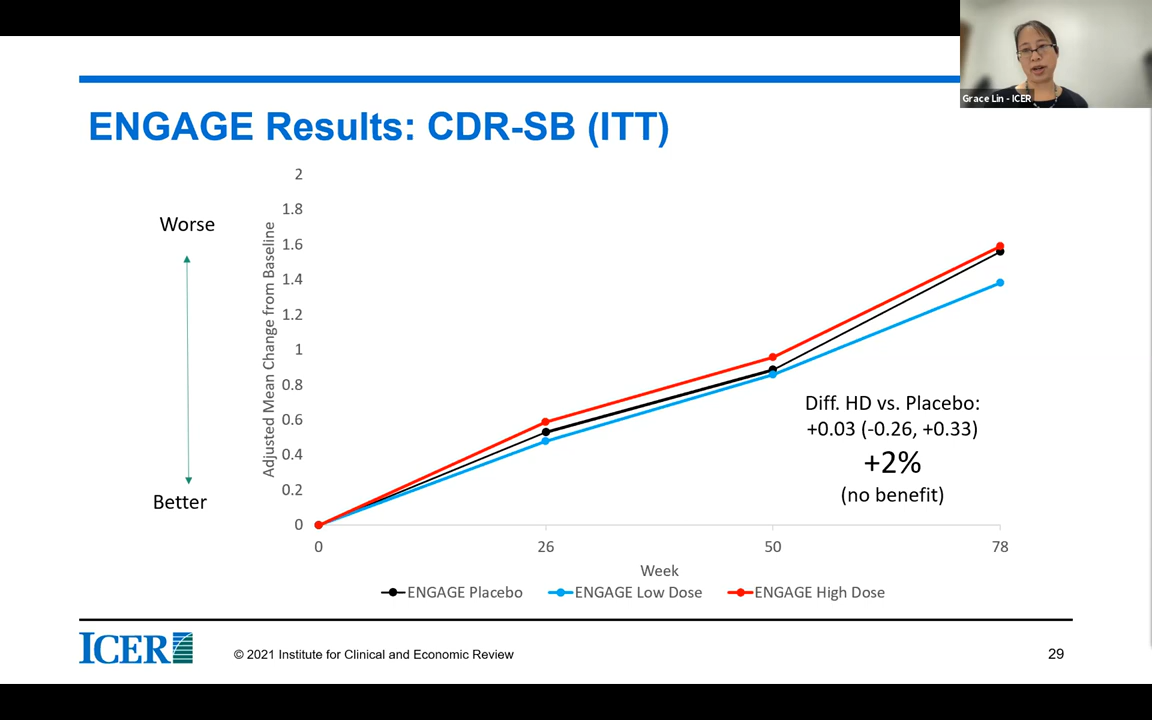 Grace Lin - ICER
ENGAGE Results: CDR-SB (ITT)
Worse
Better
Adjusted Mean Change from Baseline
2
1.8
1.6
1.4
1.2
1
0.8
0.6
0.4
0.2
0
0 26 50 78
Week
Diff. HD vs. Placebo:
+0.03 (-0.26, +0.33)
+2%
(no benefit)
ENGAGE Placebo ENGAGE Low Dose ENGAGE High Dose
ICER
© 2021 Institute for Clinical and Economic Review
29